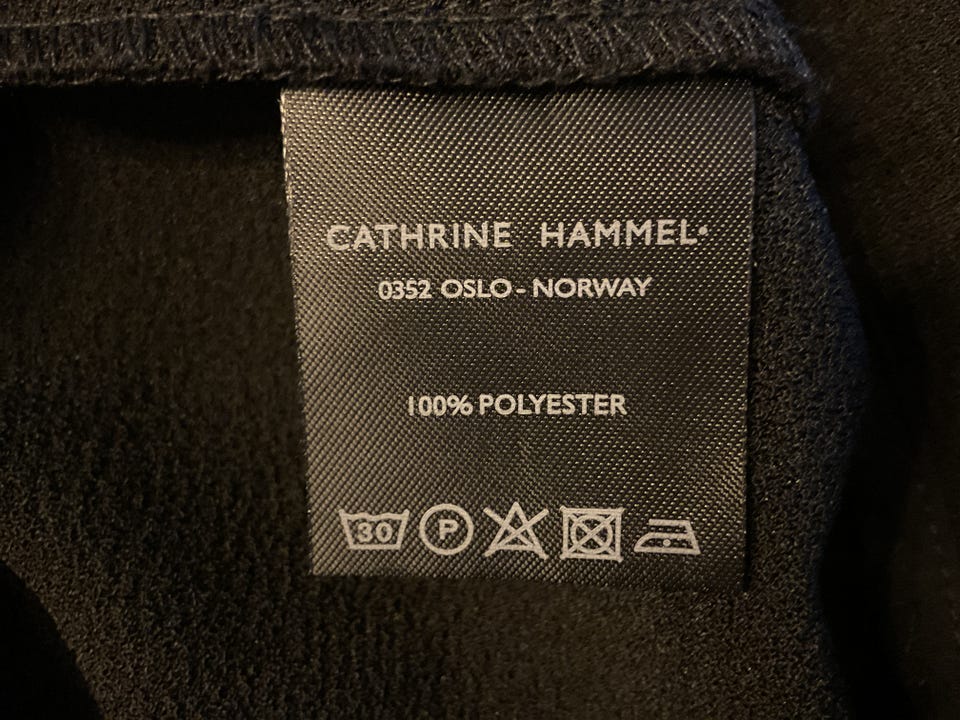 CATHRINE HAMMEL•
0352 OSLO - NORWAY
100% POLYESTER
30 P